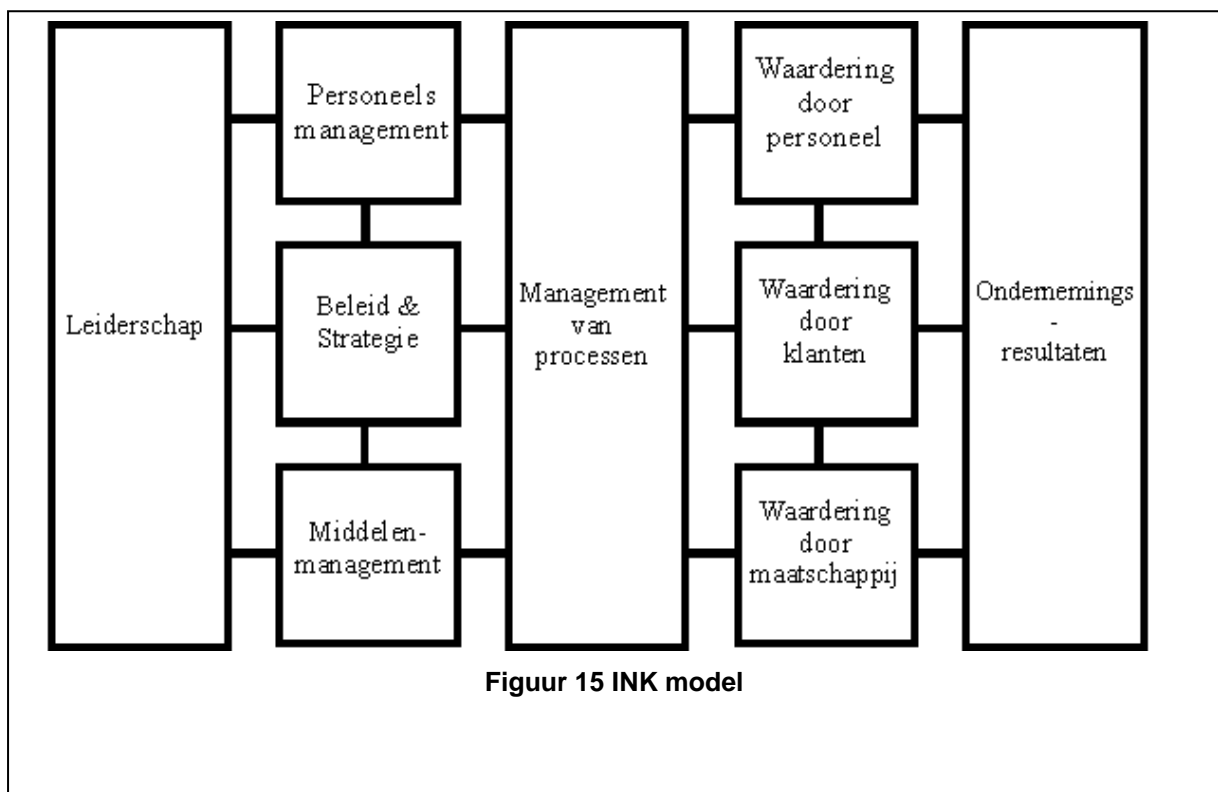 Leiderschap
Personeels
management
Beleid &
Strategie
Middelen-
management
Management
van
processen
Waardering
door
personeel
Waardering
door
klanten
Waardering
door
maatschappij
Ondernemings
-
resultaten
Figuur 15 INK model